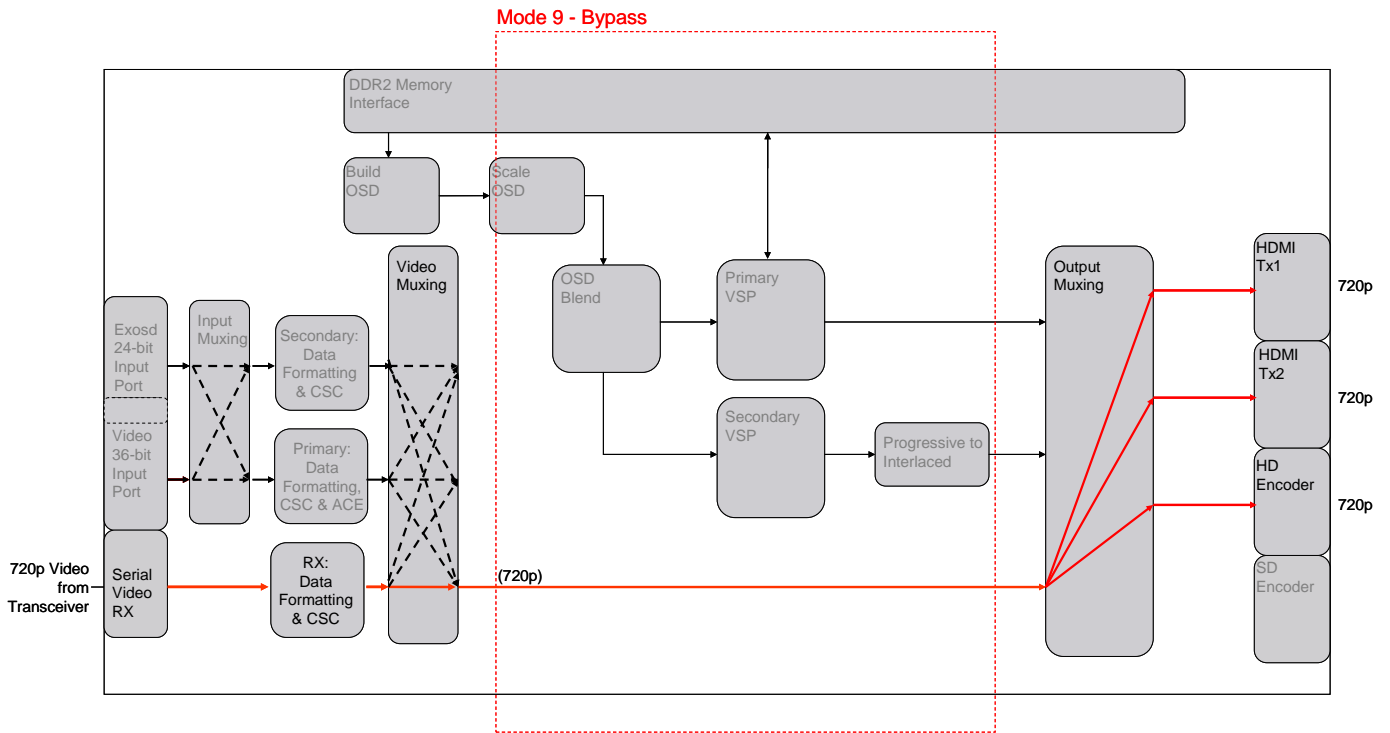 Mode 9 - Bypass
DDR2 Memory
Interface
Build
OSD
Scale
OSD
Video
Muxing
OSD
Blend
Primary
VSP
Output
Muxing
HDMI
Tx1
720p
Exosd
24-bit
Input
Port
Input
Muxing
Secondary:
Data
Formatting
& CSC
HDMI
Tx2
720p
Video
36-bit
Input
Port
Primary:
Data
Formatting,
CSC & ACE
Secondary
VSP
Progressive to
Interlaced
HD
Encoder
720p
720p Video
from
Transceiver
Serial
Video
RX
RX:
Data
Formatting
& CSC
(720p)
SD
Encoder